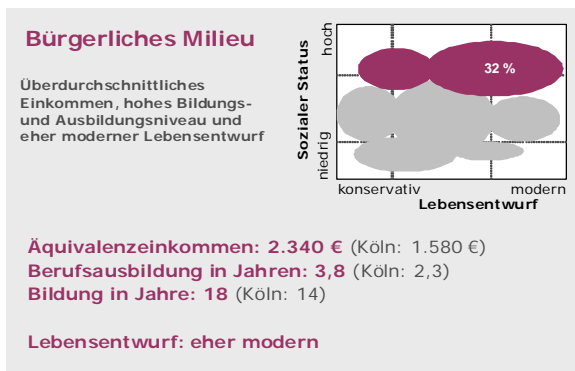 Bürgerliches Milieu
Überdurchschnittliches
Einkommen, hohes Bildungs-
und Ausbildungsniveau und
eher moderner Lebensentwurf
Sozialer Status
hoch
niedrig
32 %
konservativ
modern
Lebensentwurf
Äquivalenzeinkommen: 2.340 € (Köln: 1.580 €)
Berufsausbildung in Jahren: 3,8 (Köln: 2,3)
Bildung in Jahre: 18 (Köln: 14)
Lebensentwurf: eher modern